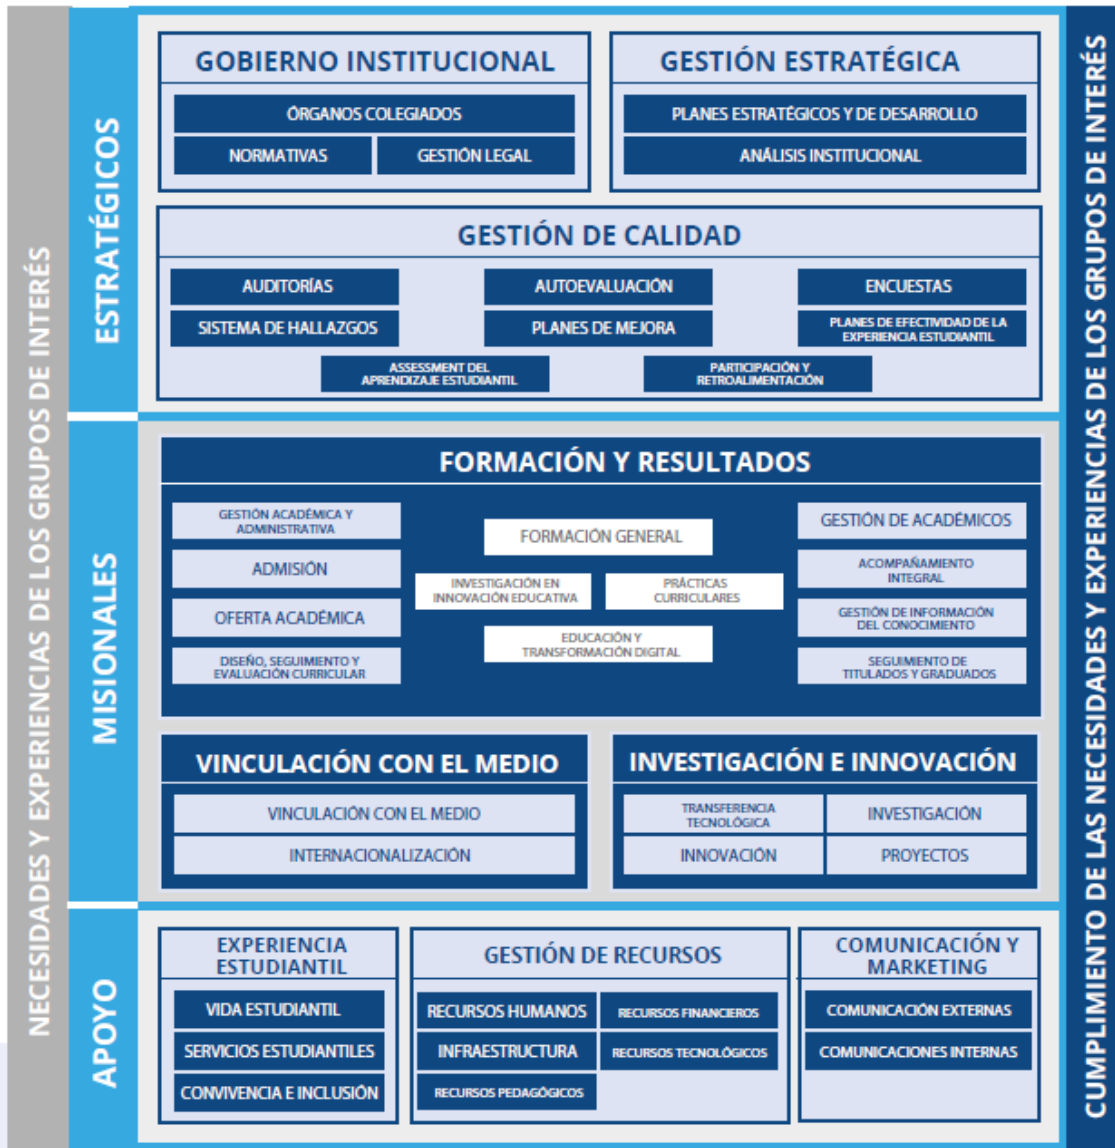 NECESIDADES Y EXPERIENCIAS DE LOS GRUPOS DE INTERÉS
ESTRATÉGICOS
GOBIERNO INSTITUCIONAL
ÓRGANOS COLEGIADOS
NORMATIVAS
GESTIÓN LEGAL
GESTIÓN ESTRATÉGICA
PLANES ESTRATÉGICOS Y DE DESARROLLO
ANÁLISIS INSTITUCIONAL
GESTIÓN DE CALIDAD
AUDITORÍAS
AUTOEVALUACIÓN
ENCUESTAS
SISTEMA DE HALLAZGOS
PLANES DE MEJORA
PLANES DE EFECTIVIDAD DE LA
EXPERIENCIA ESTUDIANTIL
ASSESSMENT DEL
APRENDIZAJE ESTUDIANTIL
PARTICIPACIÓN Y
RETROALIMENTACIÓN
MISIONALES
FORMACIÓN Y RESULTADOS
GESTIÓN ACADÉMICA Y
ADMINISTRATIVA
ADMISIÓN
OFERTA ACADÉMICA
DISEÑO, SEGUIMIENTO Y
EVALUACIÓN CURRICULAR
FORMACIÓN GENERAL
INVESTIGACIÓN EN
INNOVACIÓN EDUCATIVA
PRÁCTICAS
CURRICULARES
EDUCACIÓN Y
TRANSFORMACIÓN DIGITAL
GESTIÓN DE ACADÉMICOS
ACOMPAÑAMIENTO
INTEGRAL
GESTIÓN DE INFORMACIÓN
DEL CONOCIMIENTO
SEGUIMIENTO DE
TITULADOS Y GRADUADOS
VINCULACIÓN CON EL MEDIO
VINCULACIÓN CON EL MEDIO
INTERNACIONALIZACIÓN
INVESTIGACIÓN E INNOVACIÓN
TRANSFERENCIA
TECNOLÓGICA
INVESTIGACIÓN
INNOVACIÓN
PROYECTOS
APOYO
EXPERIENCIA
ESTUDIANTIL
VIDA ESTUDIANTIL
SERVICIOS ESTUDIANTILES
CONVIVENCIA E INCLUSIÓN
GESTIÓN DE RECURSOS
RECURSOS HUMANOS
RECURSOS FINANCIEROS
INFRAESTRUCTURA
RECURSOS TECNOLÓGICOS
RECURSOS PEDAGÓGICOS
COMUNICACIÓN Y
MARKETING
COMUNICACIÓN EXTERNAS
COMUNICACIONES INTERNAS
CUMPLIMIENTO DE LAS NECESIDADES Y EXPERIENCIAS DE LOS GRUPOS DE INTERÉS